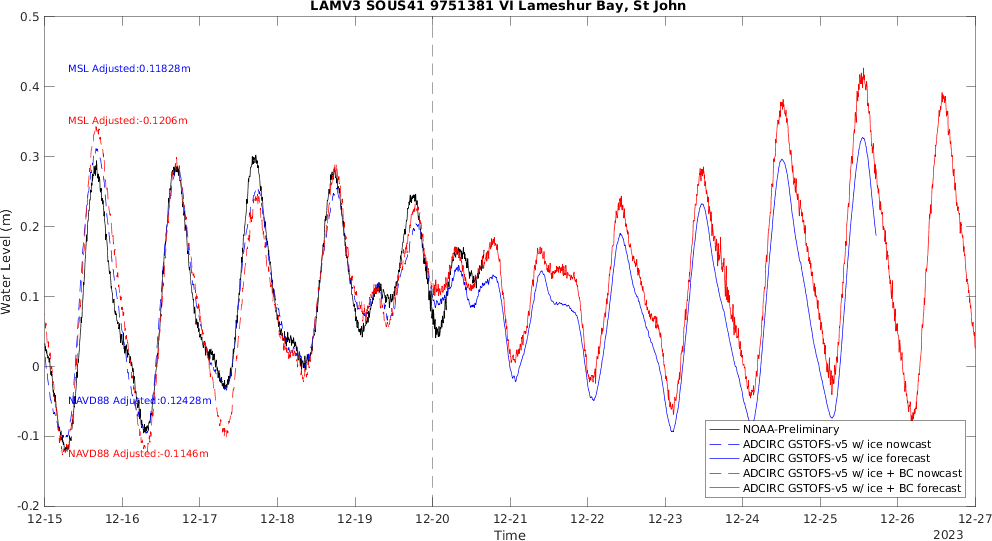 LAMV3 SOUS41 9751381 VI Lameshur Bay, St John
0.5
0.4
0.3
0.2
0.1
0
-0.1
-0.2
Water Level (m)
MSL Adjusted:0.11828m
MSL Adjusted:-0.1206m
NAVD88 Adjusted:0.12428m
NAVD88 Adjusted:-0.1146m
NOAA-Preliminary
ADCIRC GSTOFS-v5 w/ ice nowcast
ADCIRC GSTOFS-v5 w/ ice forecast
ADCIRC GSTOFS-v5 w/ ice + BC nowcast
ADCIRC GSTOFS-v5 w/ ice + BC forecast
12-15 12-16 12-17 12-18 12-19 12-20 12-21 12-22 12-23 12-24 12-25 12-26 12-27
Time
2023